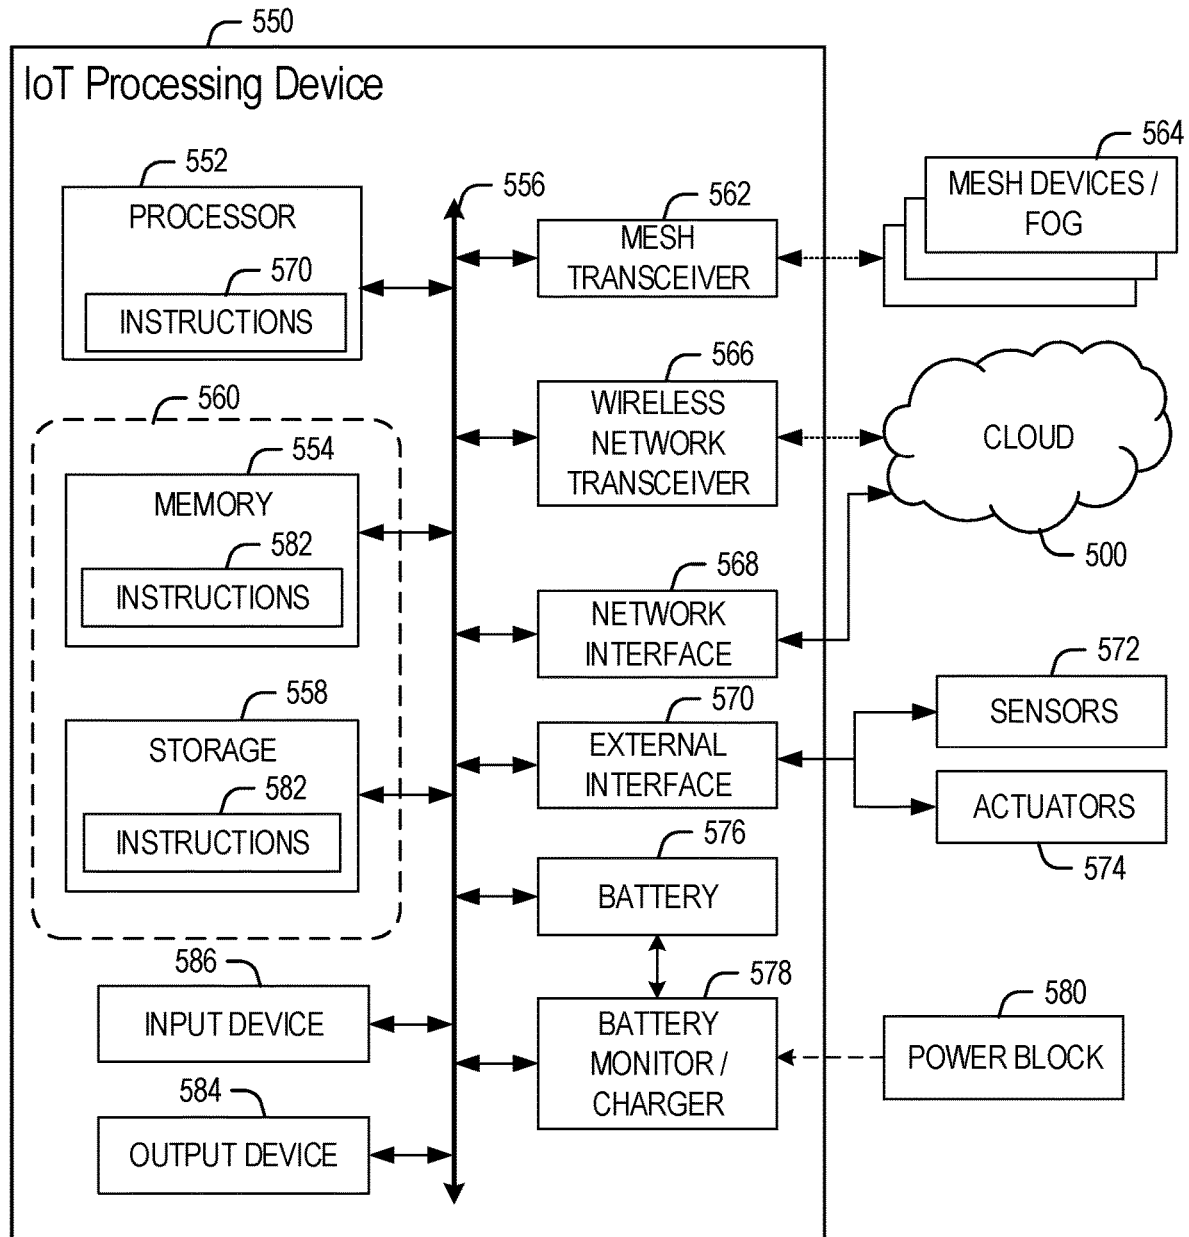 550
IoT Processing Device
552
PROCESSOR
570
INSTRUCTIONS
560
554
MEMORY
582
INSTRUCTIONS
558
STORAGE
582
INSTRUCTIONS
586
INPUT DEVICE
584
OUTPUT DEVICE
556
562
MESH
TRANSCEIVER
566
WIRELESS
NETWORK
TRANSCEIVER
568
NETWORK
INTERFACE
570
EXTERNAL
INTERFACE
576
BATTERY
578
BATTERY
MONITOR /
CHARGER
564
MESH DEVICES /
FOG
CLOUD
500
572
SENSORS
ACTUATORS
574
580
POWER BLOCK